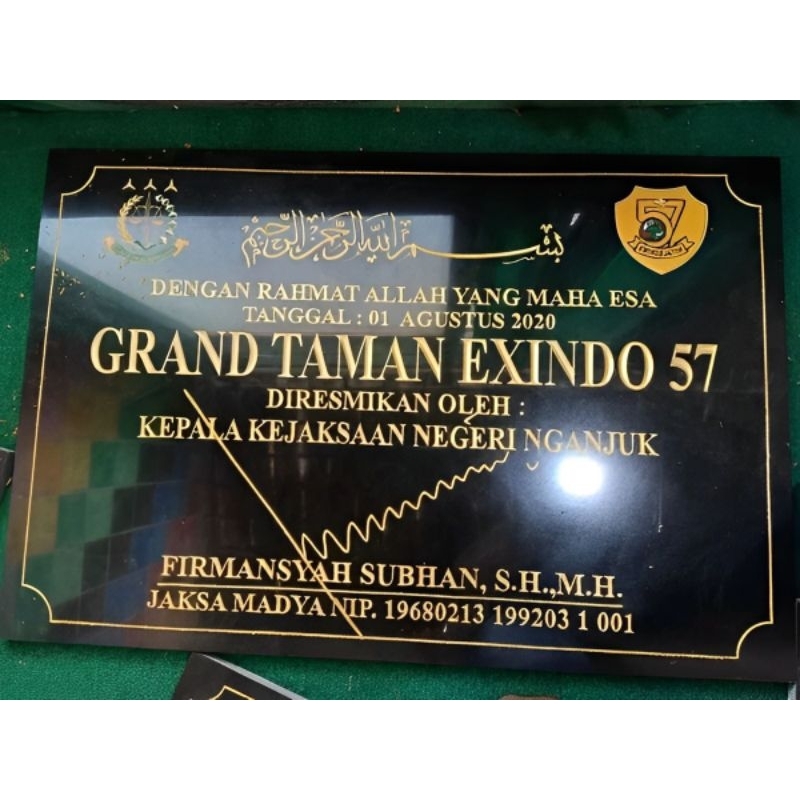 بسم الله الرحمن الرحيم
57
DENGAN RAHMAT ALLAH YANG MAHA ESA
TANGGAL : 01 AGUSTUS 2020
GRAND TAMAN EXINDO 57
DIRESMIKAN OLEH :
KEPALA KEJAKSAAN NEGERI NGANJUK
FIRMANSYAH SUBHAN, S.H.,M.H.
JAKSA MADYA NIP. 19680213 199203 1 001